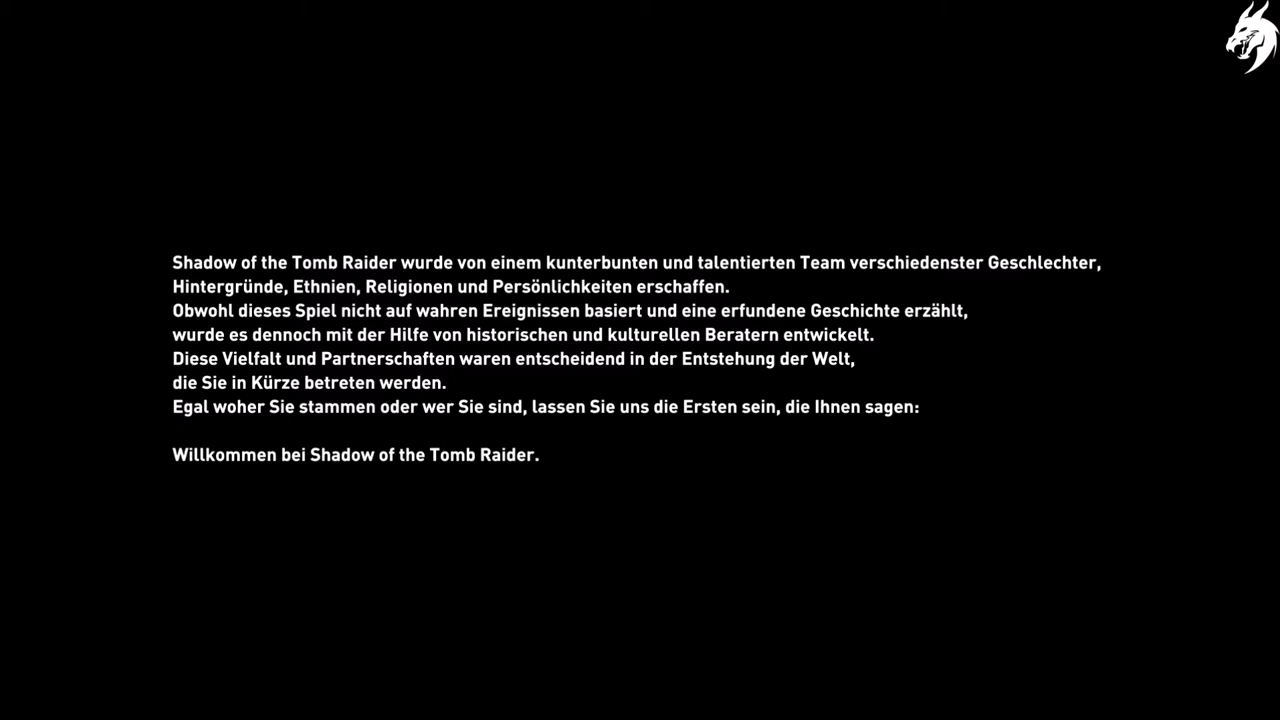 Shadow of the Tomb Raider wurde von einem kunterbunten und talentierten Team verschiedenster Geschlechter,
Hintergründe, Ethnien, Religionen und Persönlichkeiten erschaffen.
Obwohl dieses Spiel nicht auf wahren Ereignissen basiert und eine erfundene Geschichte erzählt,
wurde es dennoch mit der Hilfe von historischen und kulturellen Beratern entwickelt.
Diese Vielfalt und Partnerschaften waren entscheidend in der Entstehung der Welt,
die Sie in Kürze betreten werden.
Egal woher Sie stammen oder wer Sie sind, lassen Sie uns die Ersten sein, die Ihnen sagen:
Willkommen bei Shadow of the Tomb Raider.